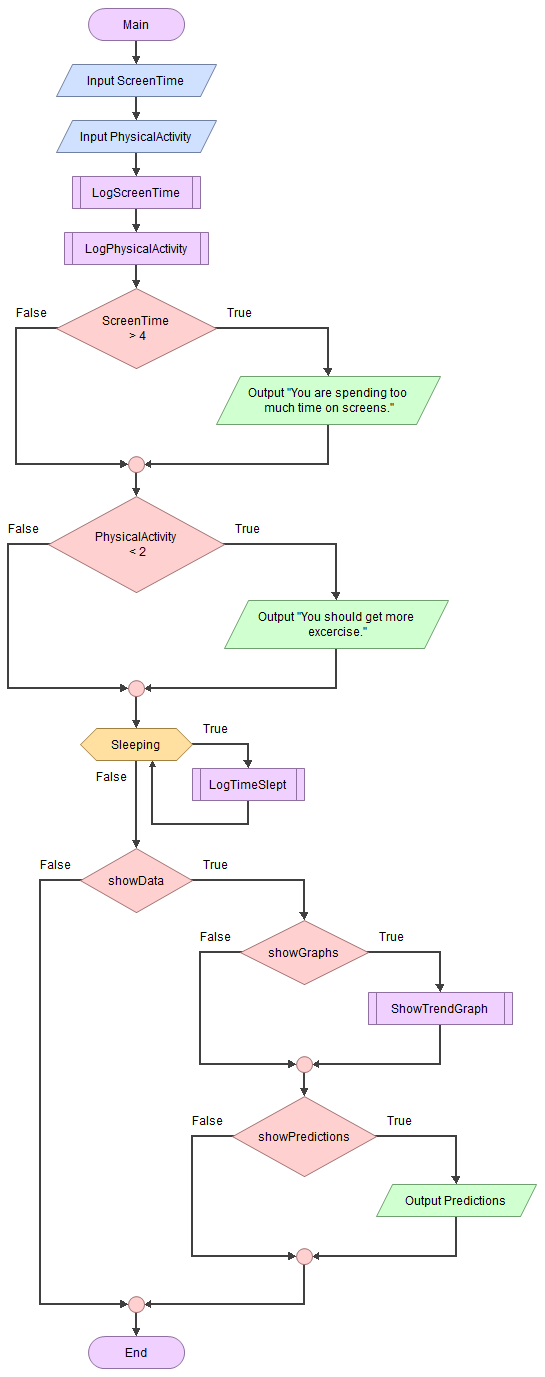 Main
Input ScreenTime
Input PhysicalActivity
LogScreenTime
LogPhysicalActivity
False
ScreenTime
> 4
True
Output "You are spending too
much time on screens."
False
PhysicalActivity
< 2
True
Output "You should get more
excercise."
Sleeping
True
False
LogTimeSlept
False
showData
True
False
showGraphs
True
ShowTrendGraph
False
showPredictions
True
Output Predictions
End